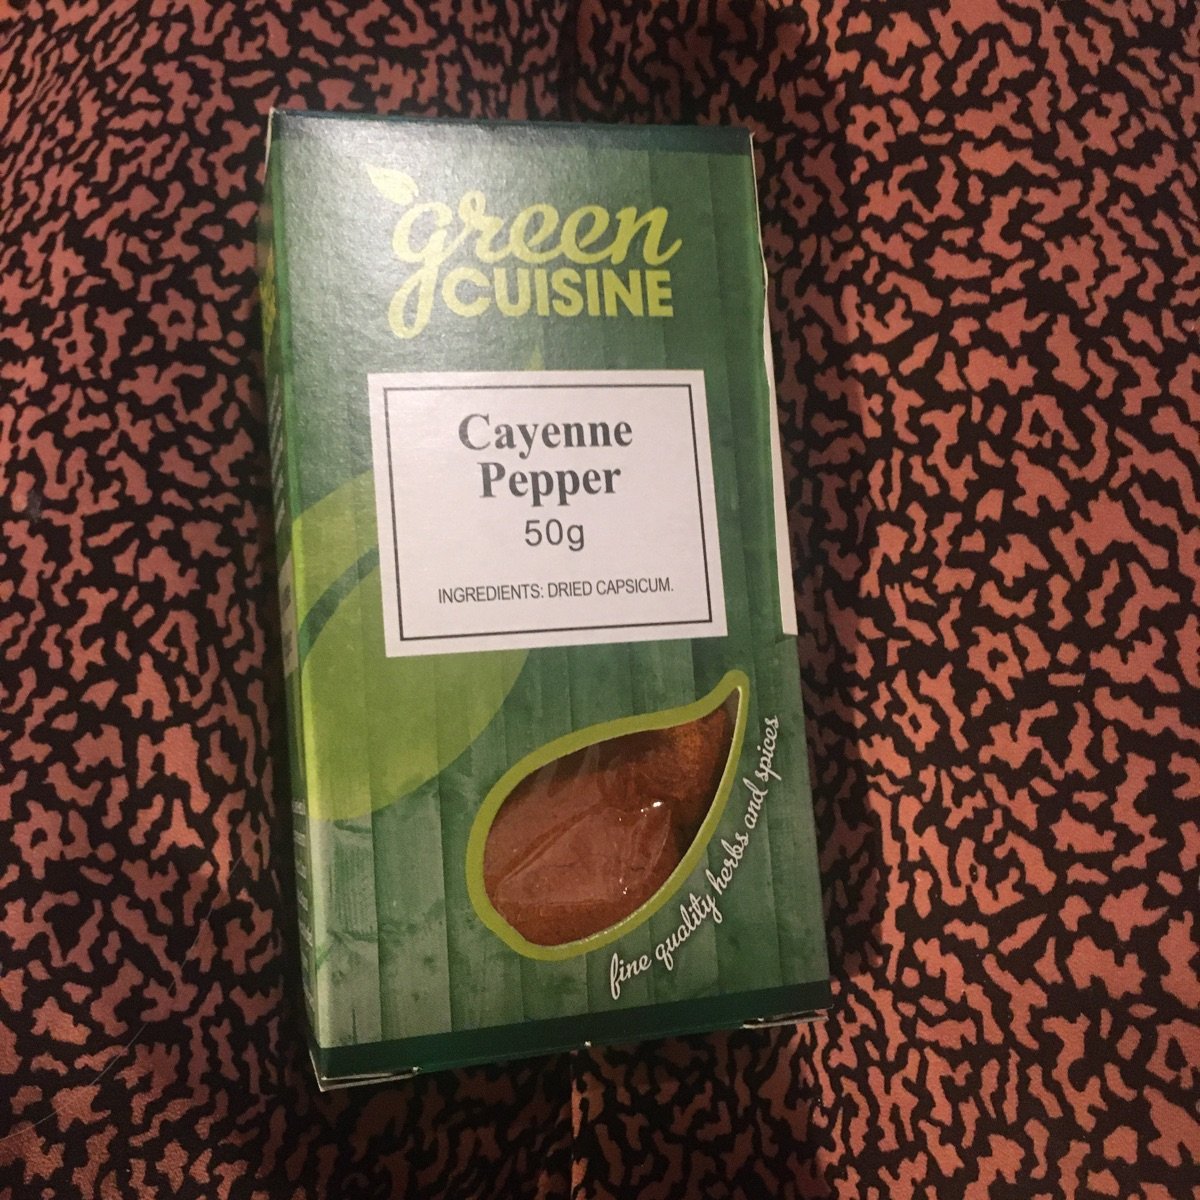 green
CUISINE
Cayenne
Pepper
50g
INGREDIENTS: DRIED CAPSICUM.
fine quality herbs and spices